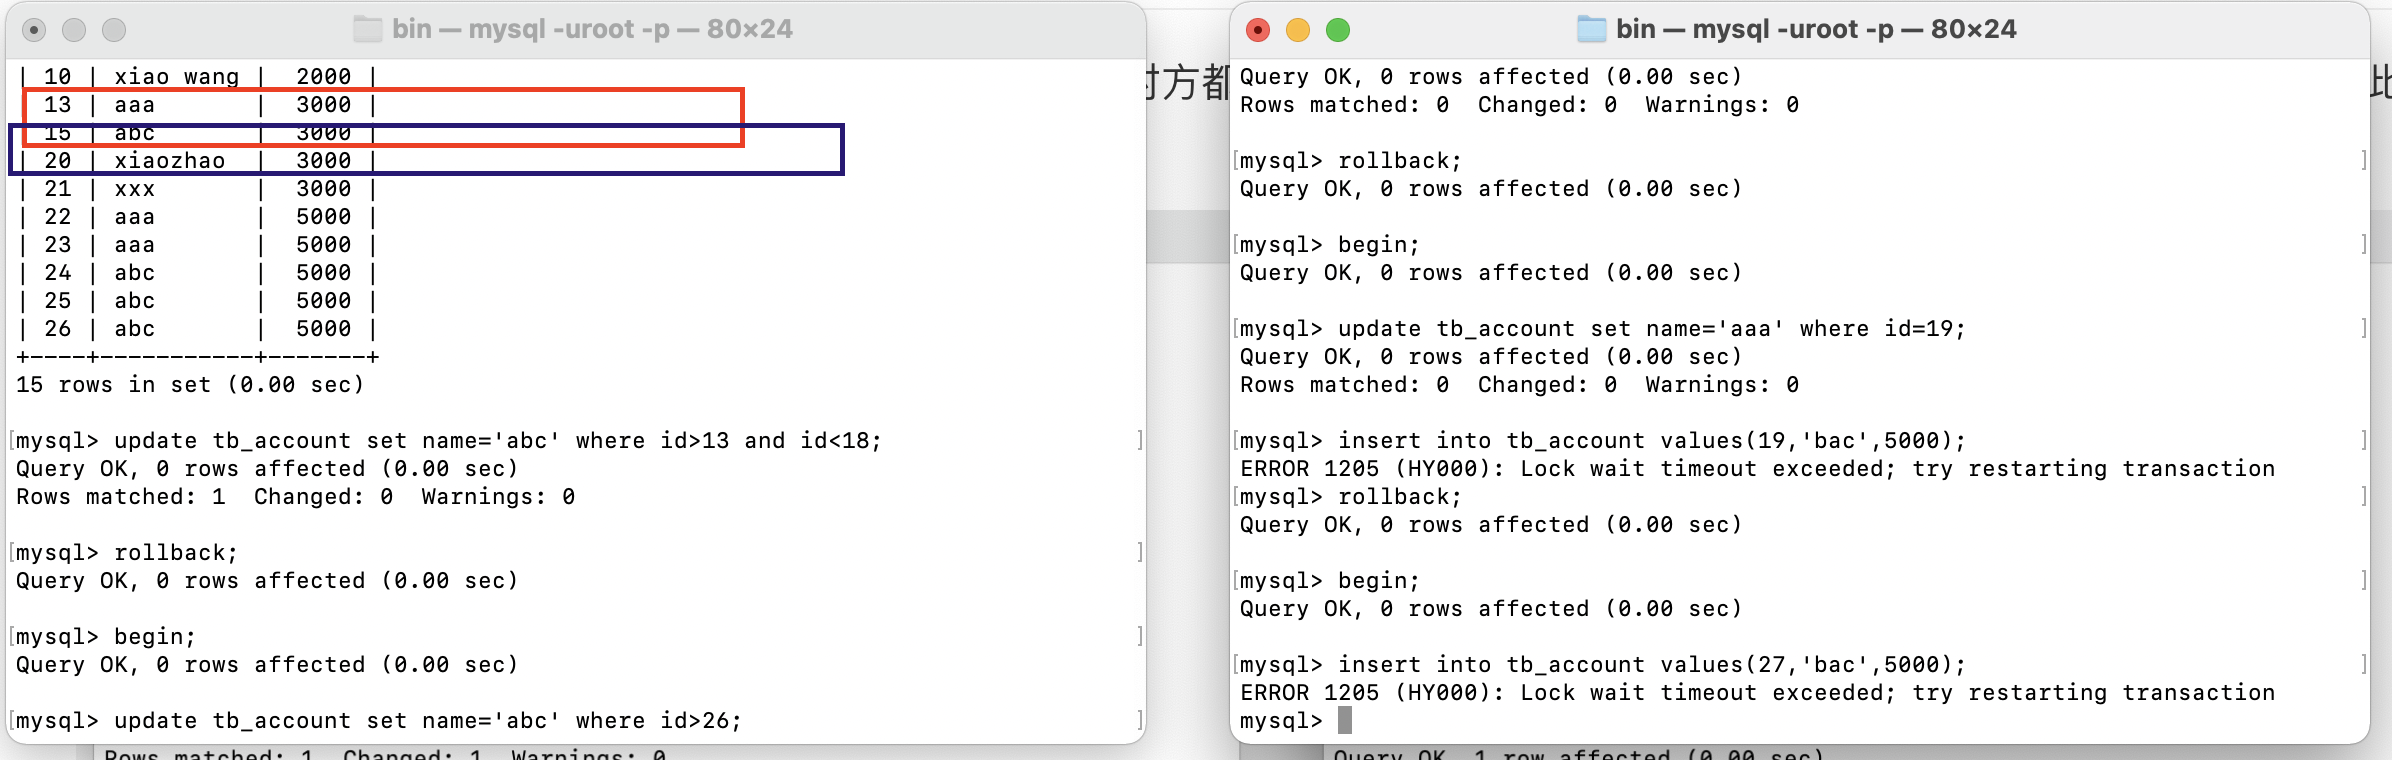 bin — mysql -uroot -p — 80×24
| 10 | xiao wang | 2000 |
| 13 | aaa | 3000 |
| 15 | abc | 3000 |
| 20 | xiaozhao | 3000 |
| 21 | xxx | 3000 |
| 22 | aaa | 5000 |
| 23 | aaa | 5000 |
| 24 | abc | 5000 |
| 25 | abc | 5000 |
| 26 | abc | 5000 |
+----+-----------+-------+
15 rows in set (0.00 sec)
[mysql> update tb_account set name='abc' where id>13 and id<18; ]
Query OK, 0 rows affected (0.00 sec)
Rows matched: 1  Changed: 0  Warnings: 0
[mysql> rollback; ]
Query OK, 0 rows affected (0.00 sec)
[mysql> begin; ]
Query OK, 0 rows affected (0.00 sec)
[mysql> update tb_account set name='abc' where id>26; ]
Rows matched: 1  Changed: 1  Warnings: 0
对方都
bin — mysql -uroot -p — 80×24
Query OK, 0 rows affected (0.00 sec)
Rows matched: 0  Changed: 0  Warnings: 0
[mysql> rollback; ]
Query OK, 0 rows affected (0.00 sec)
[mysql> begin; ]
Query OK, 0 rows affected (0.00 sec)
[mysql> update tb_account set name='aaa' where id=19; ]
Query OK, 0 rows affected (0.00 sec)
Rows matched: 0  Changed: 0  Warnings: 0
[mysql> insert into tb_account values(19,'bac',5000); ]
ERROR 1205 (HY000): Lock wait timeout exceeded; try restarting transaction
[mysql> rollback; ]
Query OK, 0 rows affected (0.00 sec)
[mysql> begin; ]
Query OK, 0 rows affected (0.00 sec)
[mysql> insert into tb_account values(27,'bac',5000); ]
ERROR 1205 (HY000): Lock wait timeout exceeded; try restarting transaction
mysql>
Query OK, 1 row affected (0.00 sec)